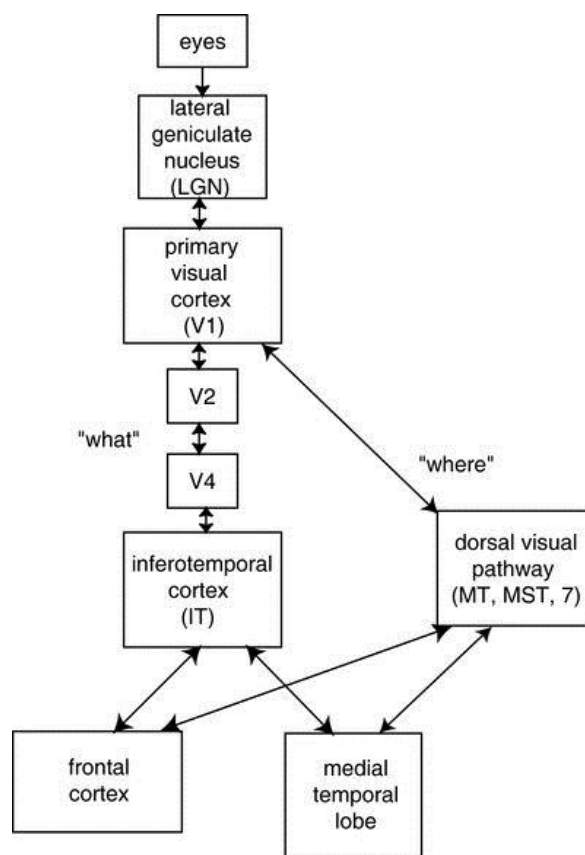 eyes
lateral
geniculate
nucleus
(LGN)
primary
visual
cortex
(V1)
V2
"what"
"where"
V4
inferotemporal
cortex
(IT)
dorsal visual
pathway
(MT, MST, 7)
frontal
cortex
medial
temporal
lobe